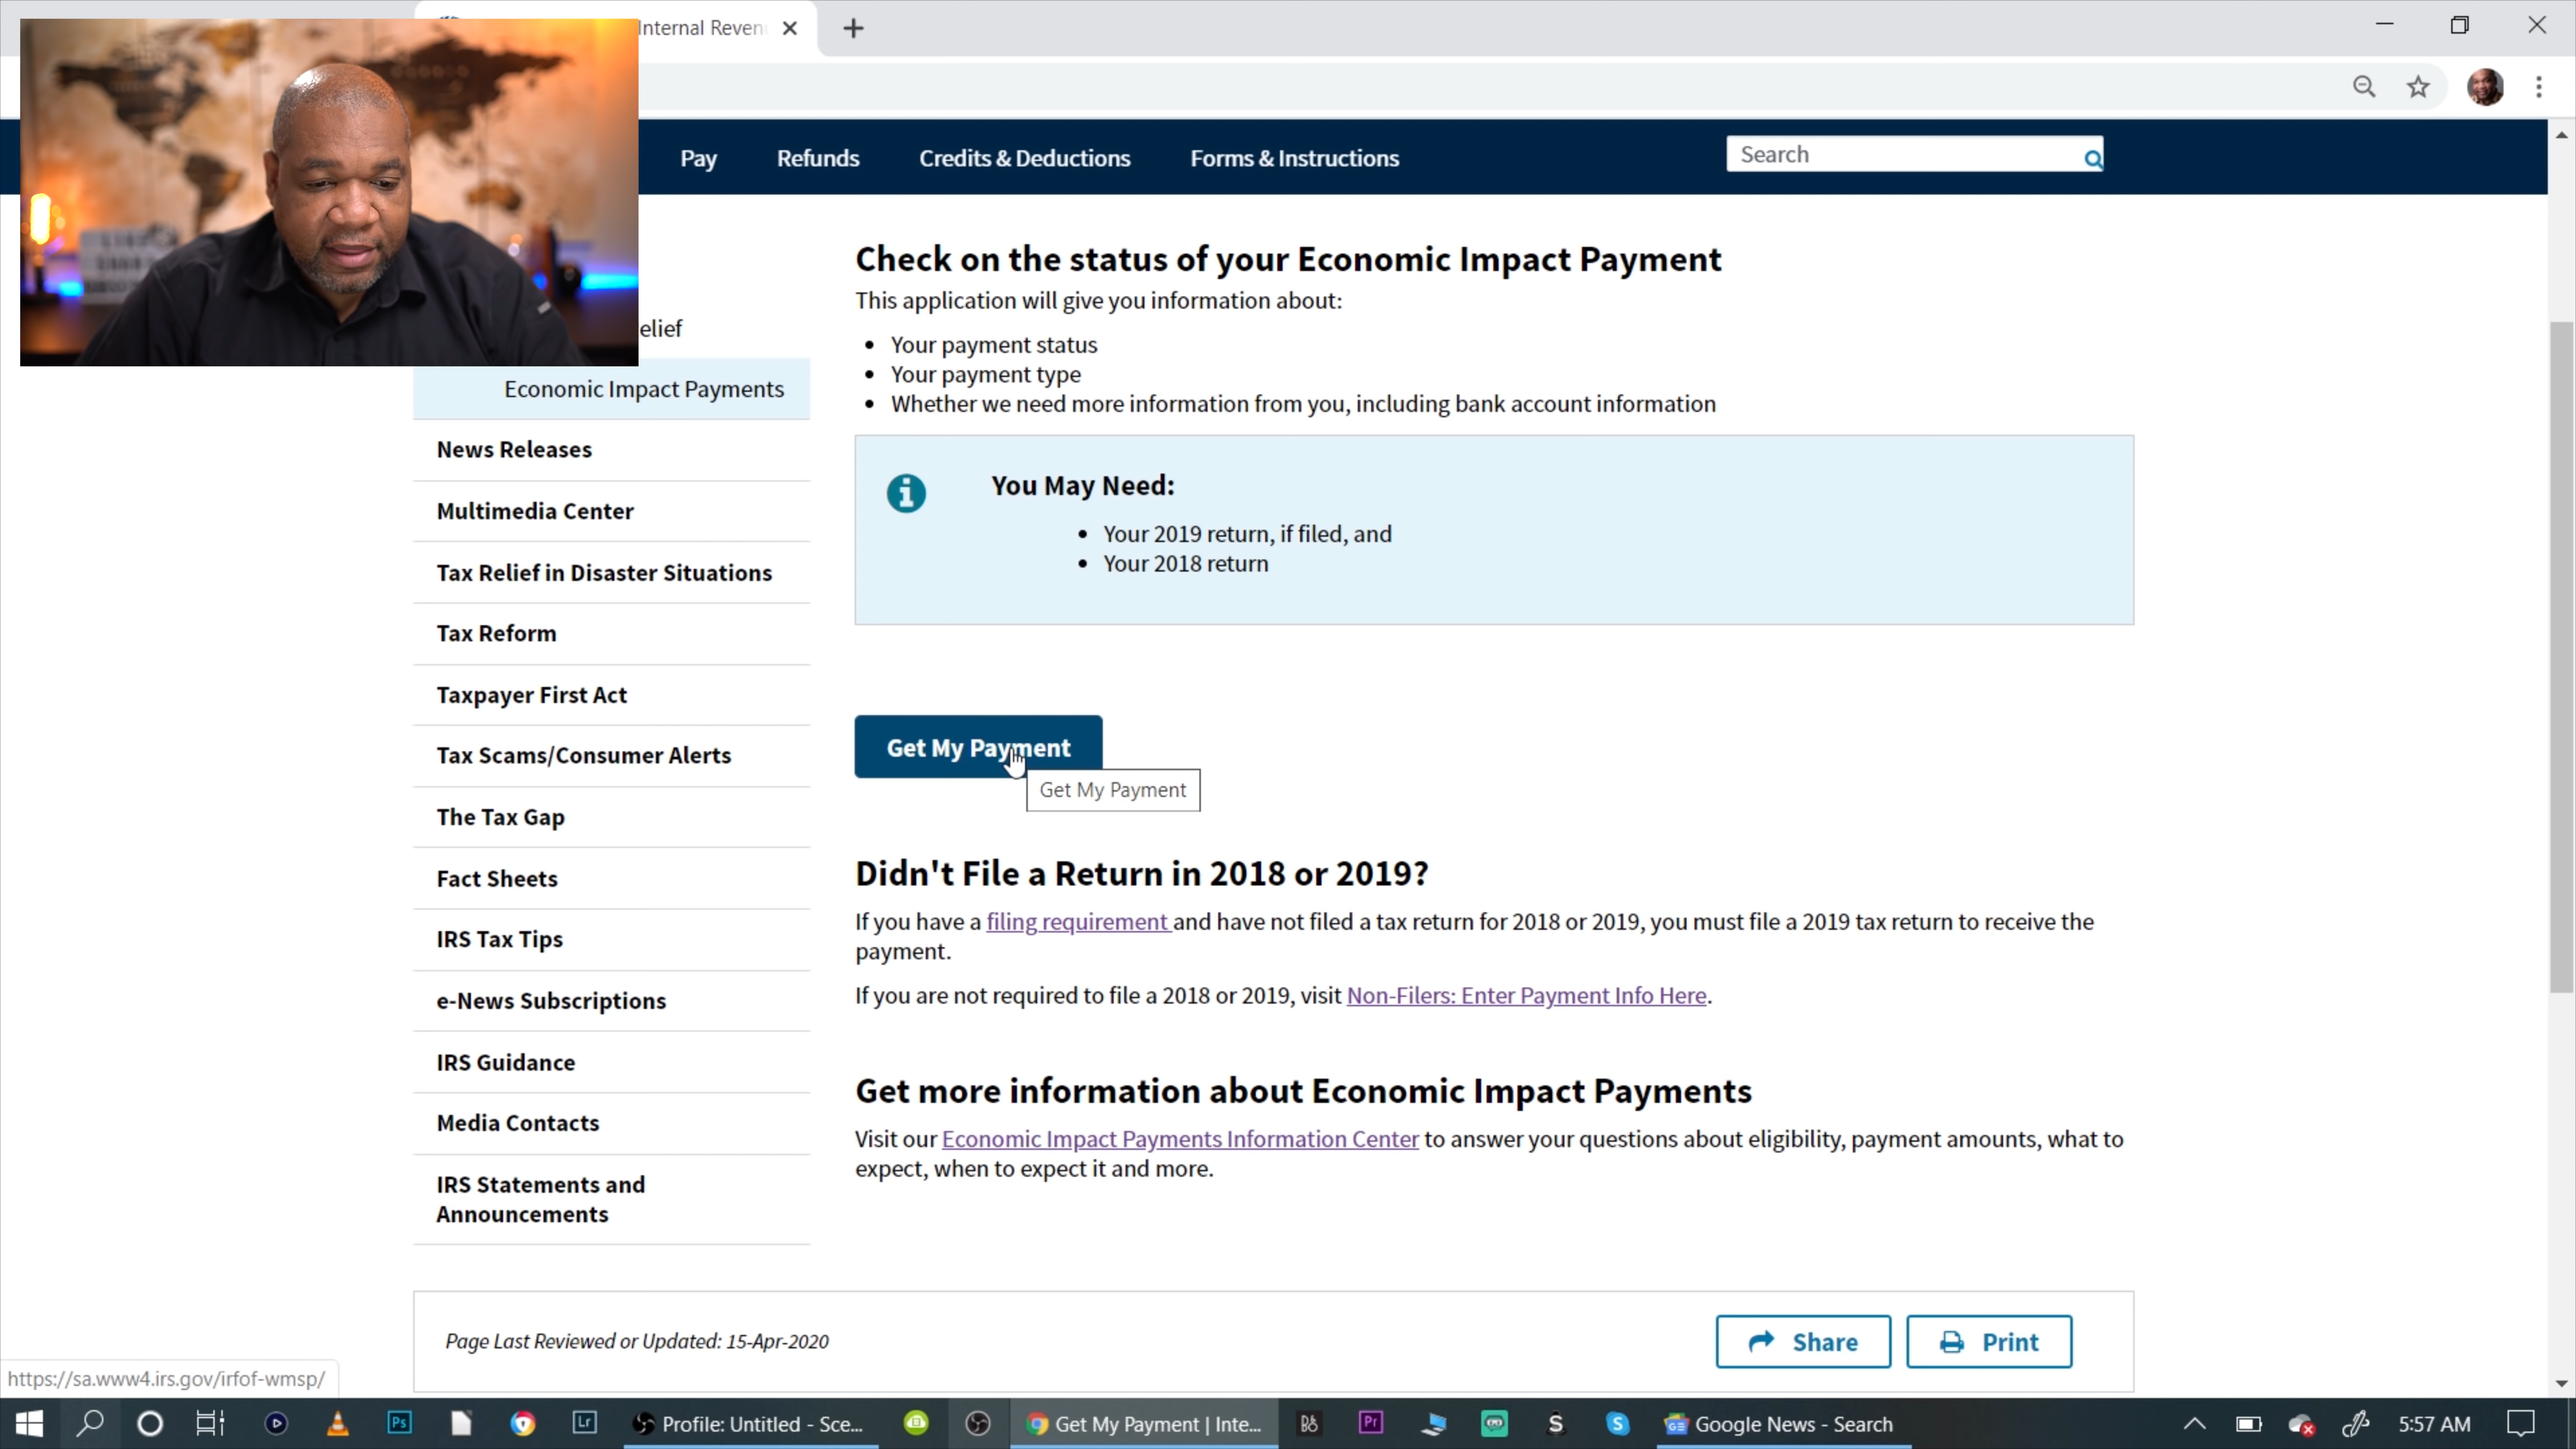 Internal Reven
Pay
Refunds
Credits & Deductions
Forms & Instructions
Search
elief
Economic Impact Payments
News Releases
Multimedia Center
Tax Relief in Disaster Situations
Tax Reform
Taxpayer First Act
Tax Scams/Consumer Alerts
The Tax Gap
Fact Sheets
IRS Tax Tips
e-News Subscriptions
IRS Guidance
Media Contacts
IRS Statements and
Announcements
Check on the status of your Economic Impact Payment
This application will give you information about:
• Your payment status
• Your payment type
• Whether we need more information from you, including bank account information
You May Need:
• Your 2019 return, if filed, and
• Your 2018 return
Get My Payment
Get My Payment
Didn't File a Return in 2018 or 2019?
If you have a filing requirement and have not filed a tax return for 2018 or 2019, you must file a 2019 tax return to receive the
payment.
If you are not required to file a 2018 or 2019, visit Non-Filers: Enter Payment Info Here.
Get more information about Economic Impact Payments
Visit our Economic Impact Payments Information Center to answer your questions about eligibility, payment amounts, what to
expect, when to expect it and more.
Page Last Reviewed or Updated: 15-Apr-2020
Share
Print
https://sa.www4.irs.gov/irfof-wmsp/
Ps
Lr
Profile: Untitled - Sce...
Get My Payment | Inte...
Pr
S
S
Google News - Search
5:57 AM